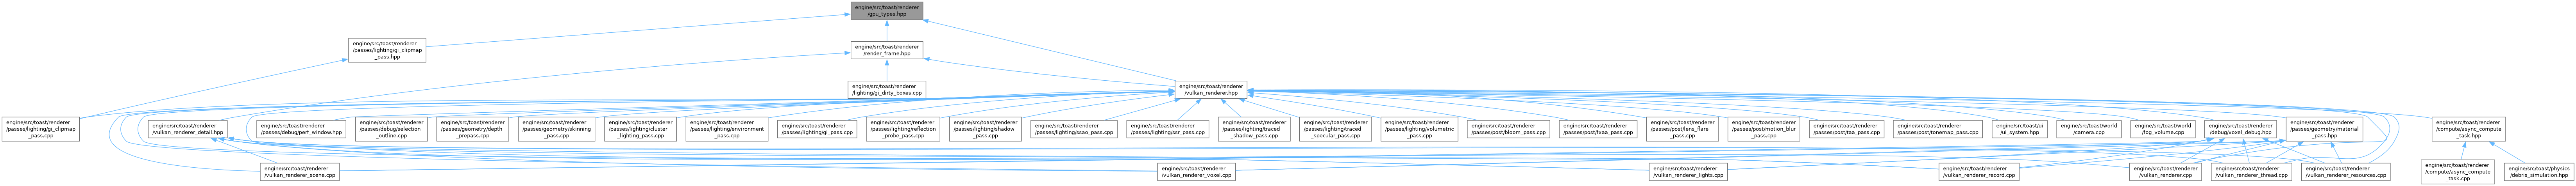 engine/src/toast/renderer
/gpu_types.hpp
engine/src/toast/renderer
/passes/lighting/gi_clipmap
_pass.hpp
engine/src/toast/renderer
/render_frame.hpp
engine/src/toast/renderer
/lighting/gi_dirty_boxes.cpp
engine/src/toast/renderer
/vulkan_renderer.hpp
engine/src/toast/renderer
/passes/lighting/gi_clipmap
_pass.cpp
engine/src/toast/renderer
/vulkan_renderer_detail.hpp
engine/src/toast/renderer
/passes/debug/perf_window.hpp
engine/src/toast/renderer
/passes/debug/selection
_outline.cpp
engine/src/toast/renderer
/passes/geometry/depth
_prepass.cpp
engine/src/toast/renderer
/passes/geometry/skinning
_pass.cpp
engine/src/toast/renderer
/passes/lighting/cluster
_lighting_pass.cpp
engine/src/toast/renderer
/passes/lighting/environment
_pass.cpp
engine/src/toast/renderer
/passes/lighting/gi_pass.cpp
engine/src/toast/renderer
/passes/lighting/reflection
_probe_pass.cpp
engine/src/toast/renderer
/passes/lighting/shadow
_pass.cpp
engine/src/toast/renderer
/passes/lighting/ssao_pass.cpp
engine/src/toast/renderer
/passes/lighting/ssr_pass.cpp
engine/src/toast/renderer
/passes/lighting/traced
_shadow_pass.cpp
engine/src/toast/renderer
/passes/lighting/traced
_specular_pass.cpp
engine/src/toast/renderer
/passes/lighting/volumetric
_pass.cpp
engine/src/toast/renderer
/passes/post/bloom_pass.cpp
engine/src/toast/renderer
/passes/post/fxaa_pass.cpp
engine/src/toast/renderer
/passes/post/lens_flare
_pass.cpp
engine/src/toast/renderer
/passes/post/motion_blur
_pass.cpp
engine/src/toast/renderer
/passes/post/taa_pass.cpp
engine/src/toast/renderer
/passes/post/tonemap_pass.cpp
engine/src/toast/ui
/ui_system.hpp
engine/src/toast/world
/camera.cpp
engine/src/toast/world
/fog_volume.cpp
engine/src/toast/renderer
/debug/voxel_debug.hpp
engine/src/toast/renderer
/passes/geometry/material
_pass.hpp
engine/src/toast/renderer
/compute/async_compute
_task.hpp
engine/src/toast/renderer
/vulkan_renderer_scene.cpp
engine/src/toast/renderer
/vulkan_renderer_voxel.cpp
engine/src/toast/renderer
/vulkan_renderer_lights.cpp
engine/src/toast/renderer
/vulkan_renderer_record.cpp
engine/src/toast/renderer
/vulkan_renderer.cpp
engine/src/toast/renderer
/vulkan_renderer_thread.cpp
engine/src/toast/renderer
/vulkan_renderer_resources.cpp
engine/src/toast/renderer
/compute/async_compute
_task.cpp
engine/src/toast/physics
/debris_simulation.hpp